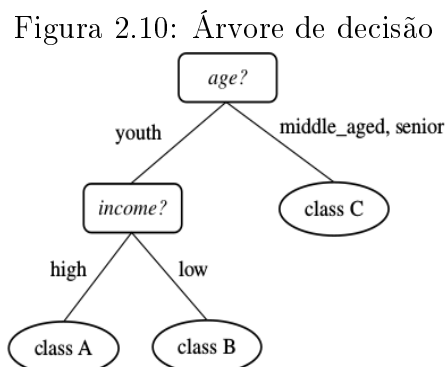 Figura 2.10: Árvore de decisão
age?
youth
middle_aged, senior
income?
class C
high
low
class A
class B